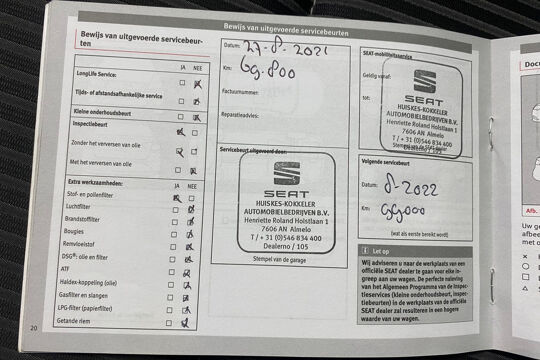 Bewijs van uitgevoerde servicebeurten
Bewijs van uitgevoerde servicebeur-
ten
JA NEE
LongLife Service:
Tijds- of afstandsafhankelijke service
Kleine onderhoudsbeurt
Inspectiebeurt
Zonder het verversen van olie
Met het verversen van olie
Extra werkzaamheden: JA NEE
Stof- en pollenfilter
Luchtfilter
Brandstoffilter
Bougies
Remvloeistof
DSG®: olie en filter
ATF
Haldex-koppeling (olie)
Gasfilter en slangen
LPG-filter (papierfilter)
Getande riem
20
Datum: 27-8-2021
Km:
Factuurnummer:
Reparatieadvies:
Servicebeurt uitgevoerd door:
SEAT
HUISKES-KOKKELER
AUTOMOBIELBEDRIJVEN B.V.
Henriette Roland Holstlaan 1
7606 AN Almelo
T/ + 31 (0)546 834 400
Dealerno / 105
Stempel van de garage
SEAT-mobiliteitsservice
Geldig vanaf:
tot:
SEAT
HUISKES-KOKKELER
AUTOMOBIELBEDRIJVEN B.V.
Henriette Roland Holstlaan 1
7606 AN Almelo
T/ + 31 (0)546 834 400
Dealerno / 105
Volgende servicebeurt
Datum: 8-2022
Km:
(wat als eerste bereikt wordt)
Let op
Wij adviseren u naar de werkplaats van een
officiële SEAT dealer te gaan voor elke in-
greep aan uw wagen. De perfecte naleving
van het Algemeen Programma van de Inspec-
tieservices (kleine onderhoudsbeurt, inspec-
tiebeurten) in de werkplaats van de officiële
SEAT dealer zal resulteren in een hogere
waarde van uw wagen.
Afb.